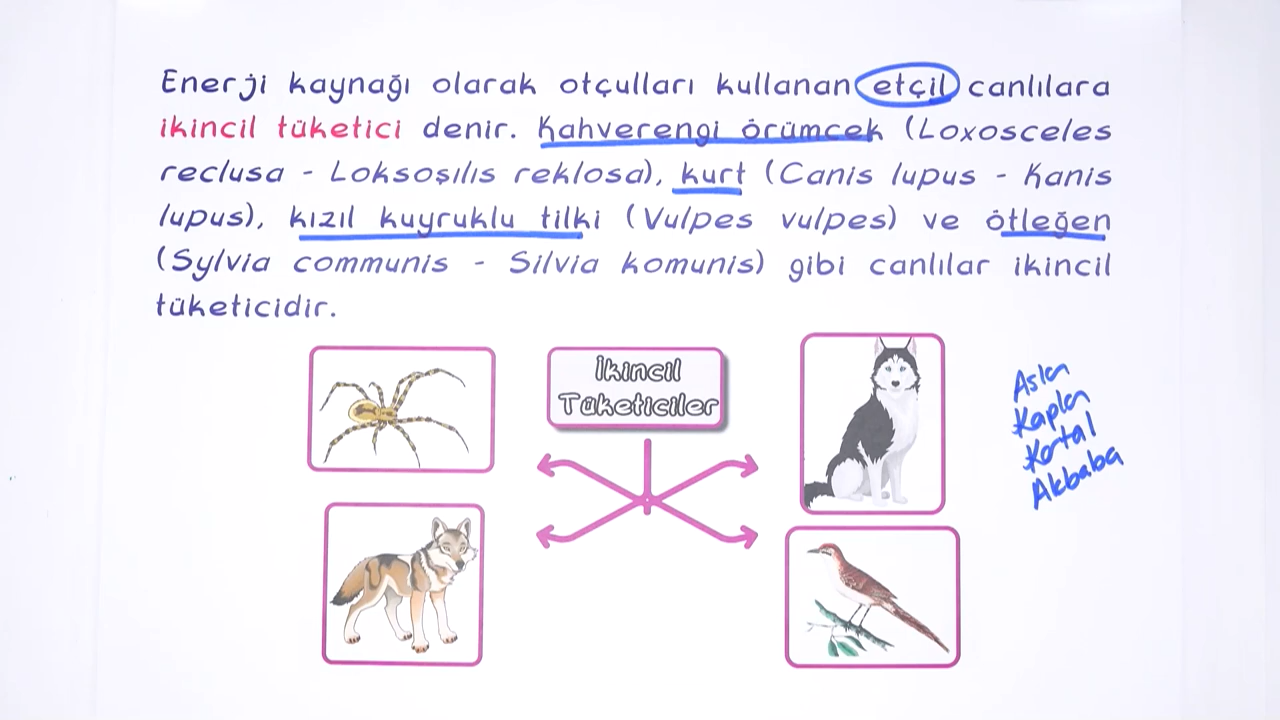 Enerji kaynağı olarak otçulları kullanan etçil canlılara
ikincil tüketici denir. Kahverengi örümcek (Loxosceles
reclusa - Loksoşılis reklosa), kurt (Canis lupus - Kanis
lupus), kızıl kuyruklu tilki (Vulpes vulpes) ve ötleğen
(Sylvia communis - Silvia komunis) gibi canlılar ikincil
tüketicidir.
İkincil
Tüketiciler
Aslan
Kaplan
Kartal
Akbaba